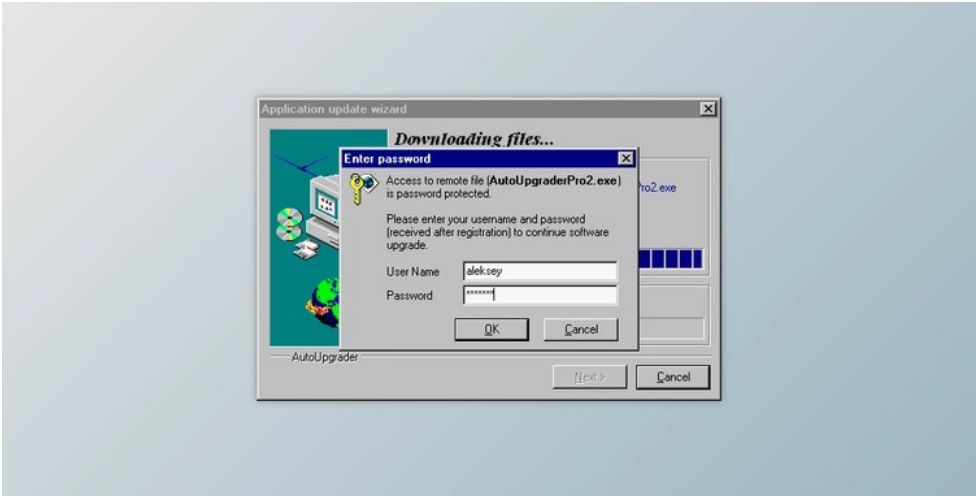 Application update wizard
Downloading files...
Enter password
Access to remote file (AutoUpgraderPro2.exe)
is password protected.
Pro2.exe
Please enter your username and password
(received after registration) to continue software
upgrade.
User Name aleksey
Password *******
OK Cancel
AutoUpgrader
Next > Cancel